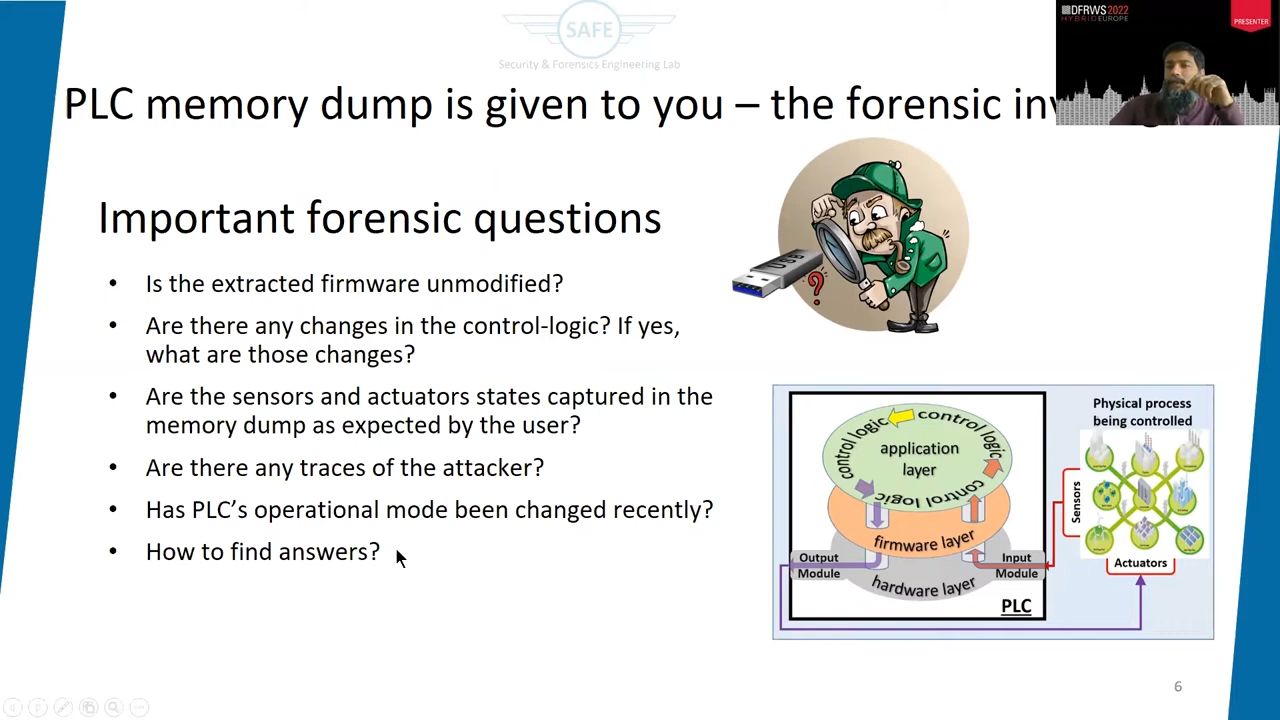 SAFE
Security & Forensics Engineering Lab
DFRWS 2022
HYBRID EUROPE
PRESENTER
PLC memory dump is given to you – the forensic
Important forensic questions
• Is the extracted firmware unmodified?
• Are there any changes in the control-logic? If yes,
what are those changes?
• Are the sensors and actuators states captured in the
memory dump as expected by the user?
• Are there any traces of the attacker?
• Has PLC's operational mode been changed recently?
• How to find answers?
USB
?
control logic
control logic
control logic
application
layer
firmware layer
hardware layer
Output
Module
Input
Module
PLC
Physical process
being controlled
Sensors
Actuators
6